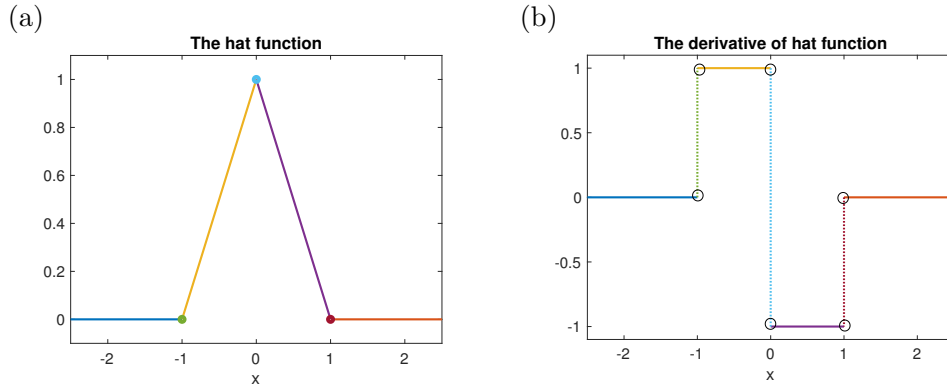 (a)
The hat function
1
0.8
0.6
0.4
0.2
0
-2 -1 0 1 2
x
(b)
The derivative of hat function
1
0.5
0
-0.5
-1
-2 -1 0 1 2
x